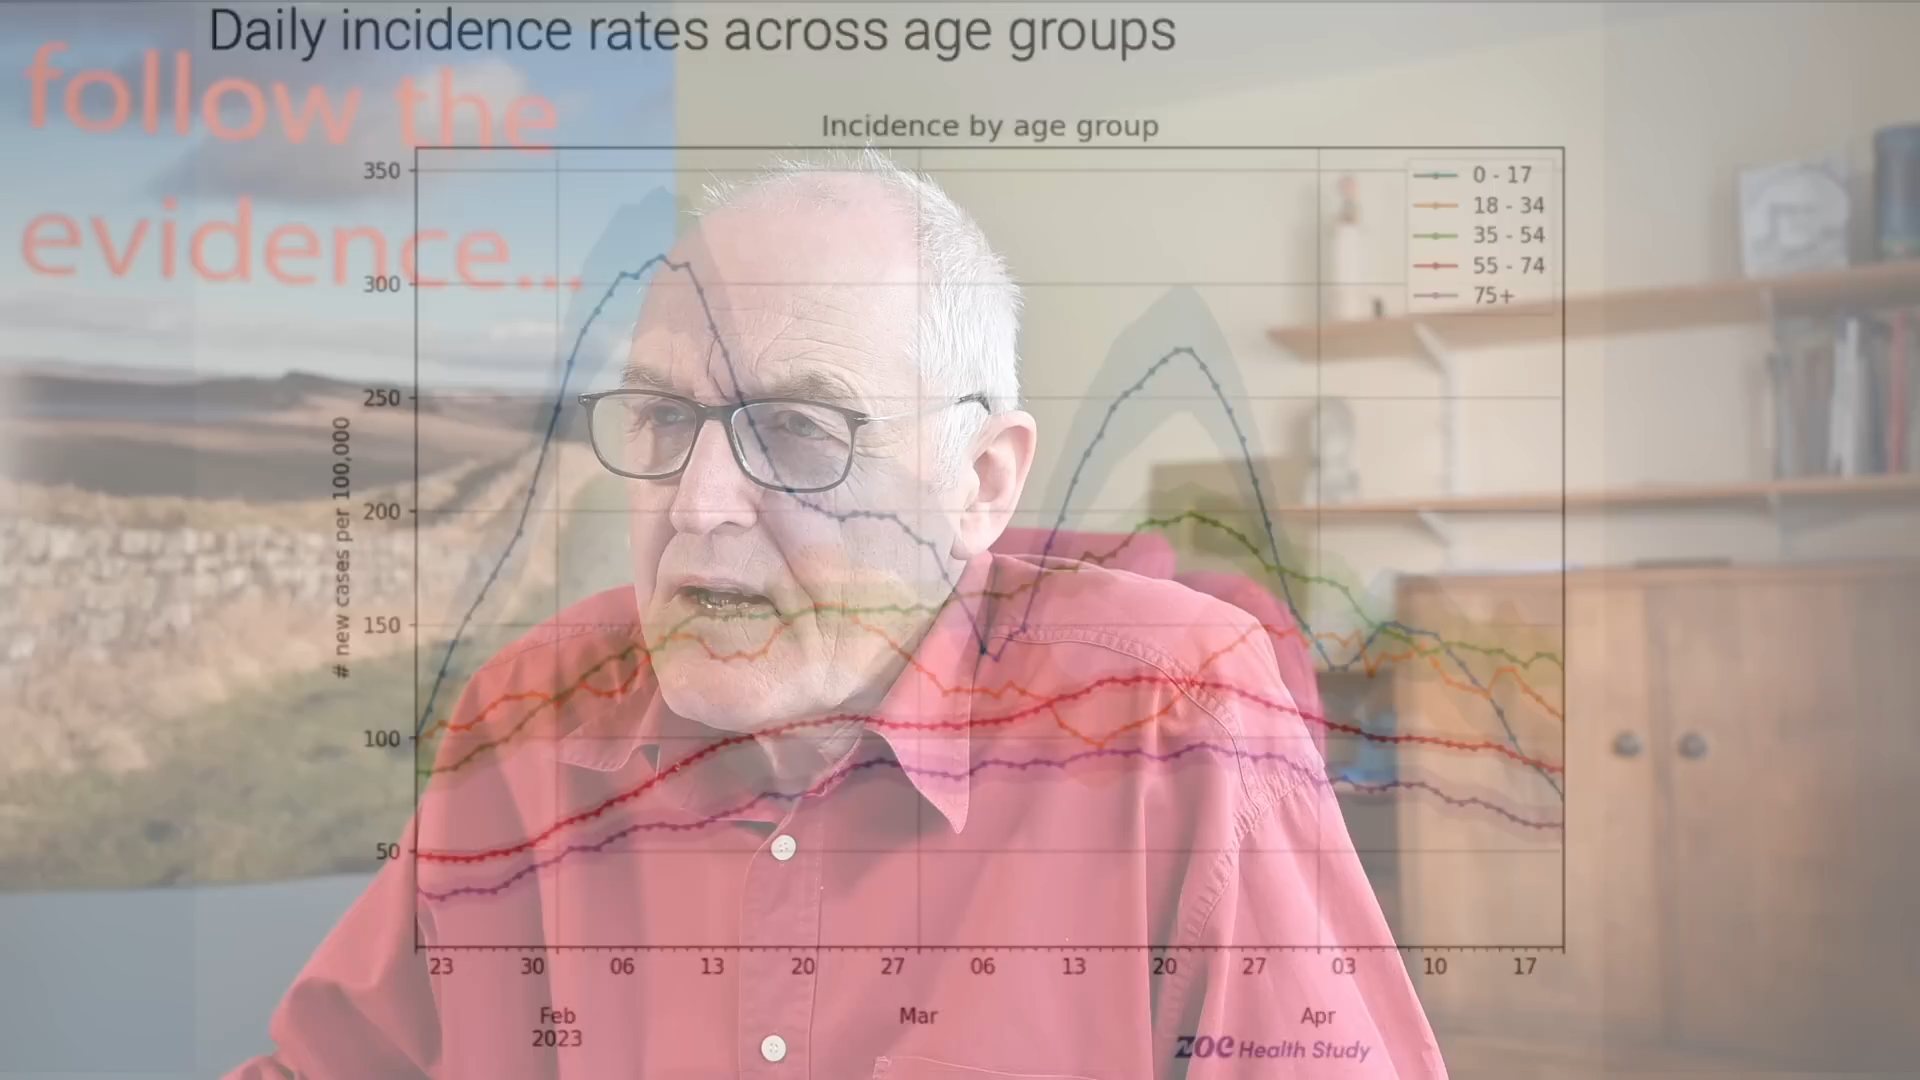 Daily incidence rates across age groups
follow the
evidence...
Incidence by age group
350
300
250
200
150
100
50
# new cases per 100,000
0 - 17
18 - 34
35 - 54
55 - 74
75+
23 30 06 13 20 27 06 13 20 27 03 10 17
Feb Mar Apr
2023
ZOE Health Study